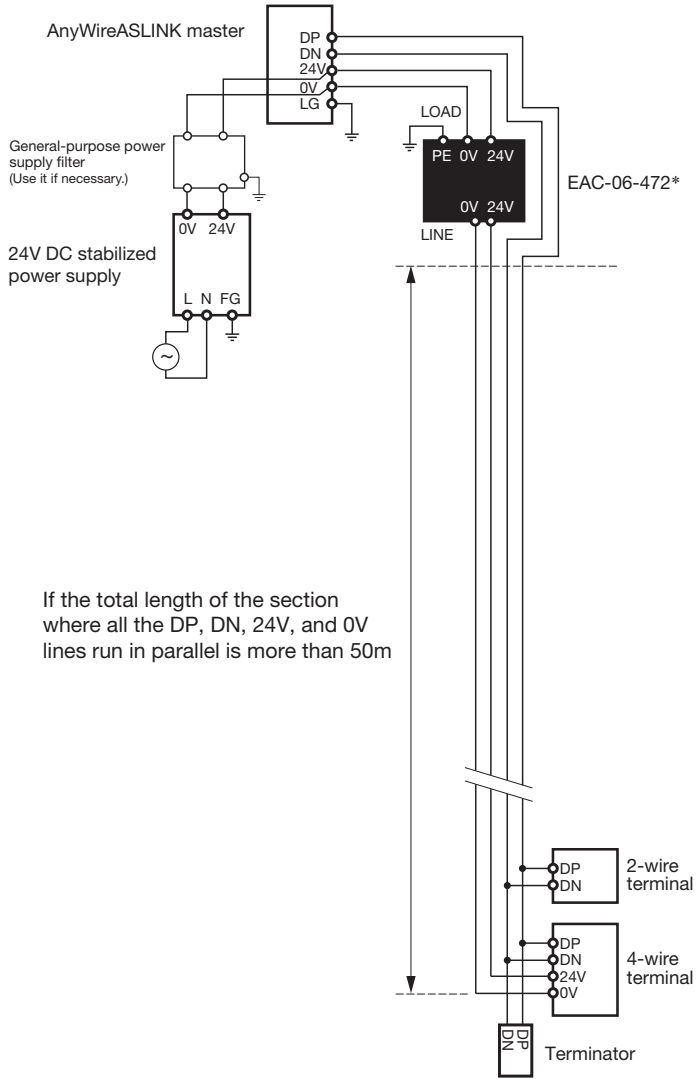 AnyWireASLINK master
DP
DN
24V
0V
LG
General-purpose power
supply filter
(Use it if necessary.)
LOAD
PE 0V 24V
0V 24V
LINE
EAC-06-472*
0V 24V
24V DC stabilized
power supply
L N FG
~
If the total length of the section
where all the DP, DN, 24V, and 0V
lines run in parallel is more than 50m
DP
DN
2-wire
terminal
DP
DN
24V
0V
4-wire
terminal
DN
DP
Terminator